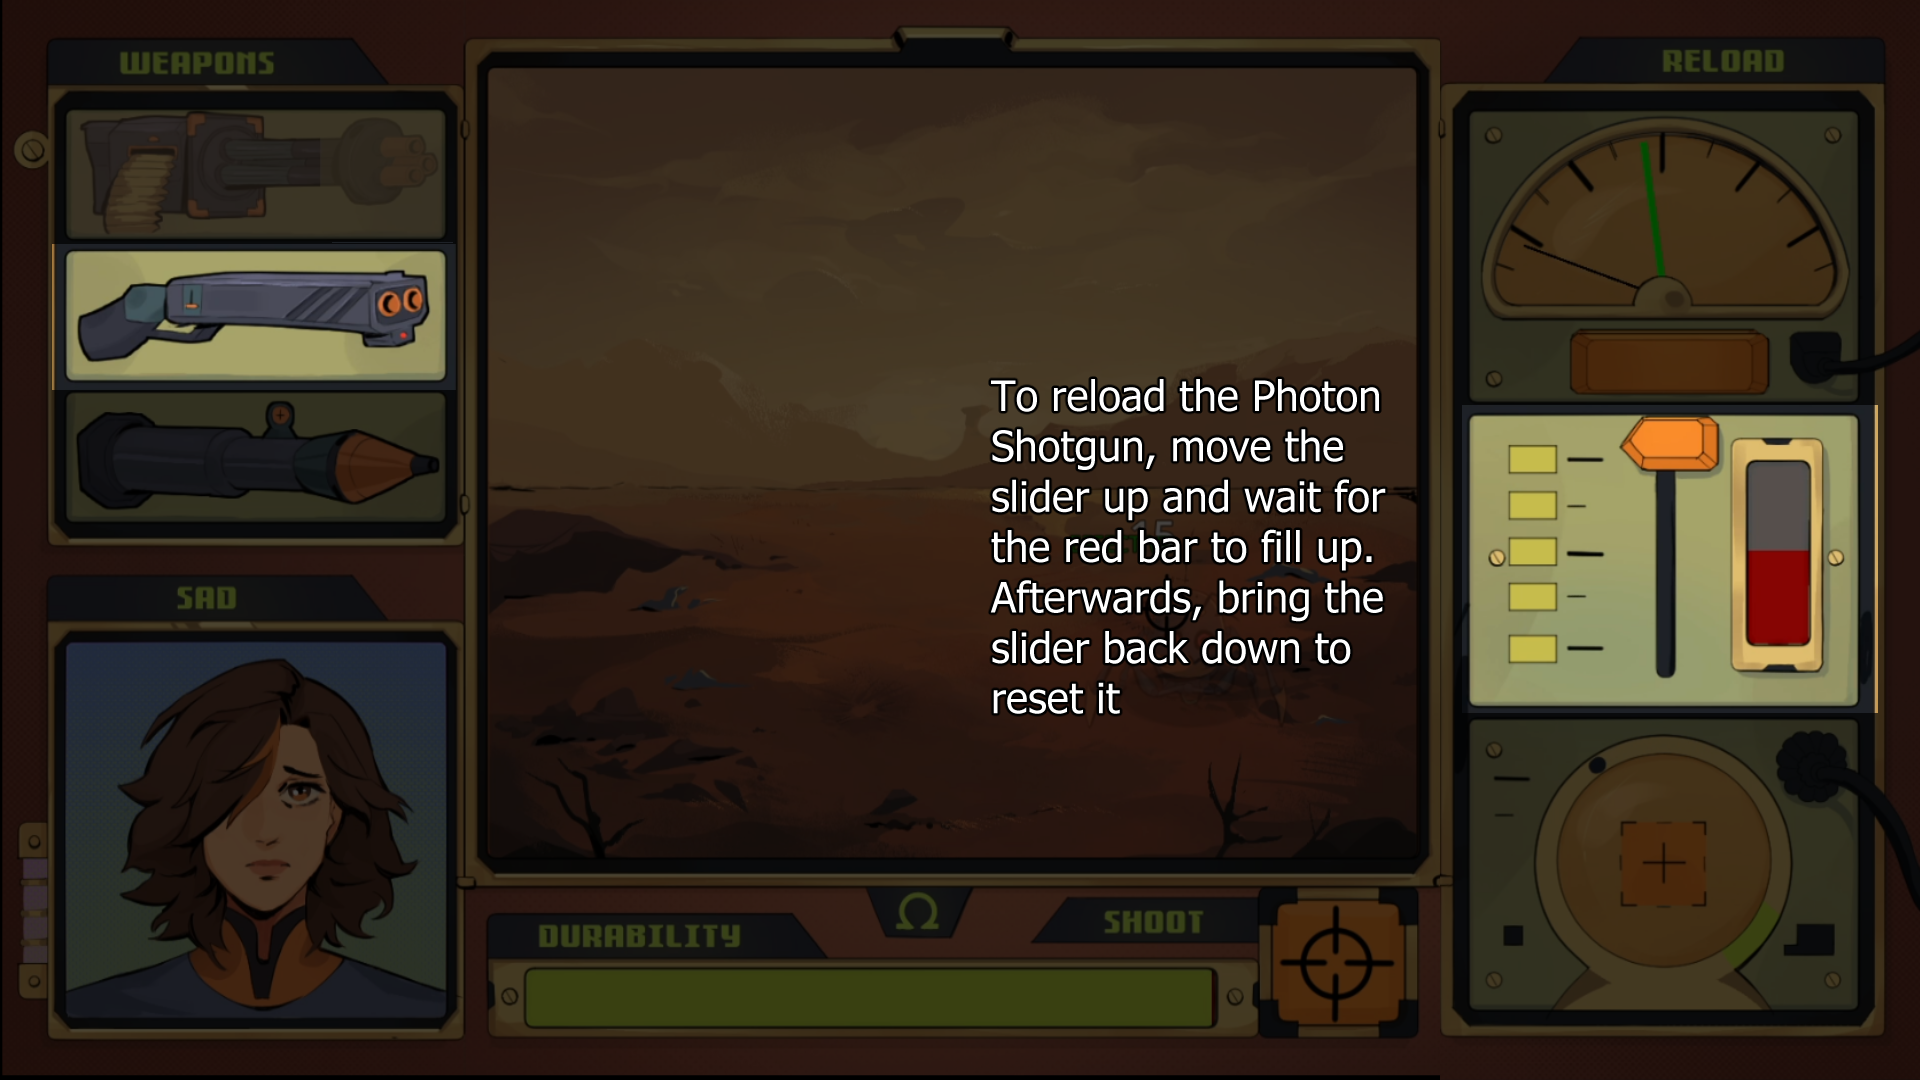 WEAPONS
RELOAD
To reload the Photon
Shotgun, move the
slider up and wait for
the red bar to fill up.
Afterwards, bring the
slider back down to
reset it
15
SAD
Ω
DURABILITY
SHOOT